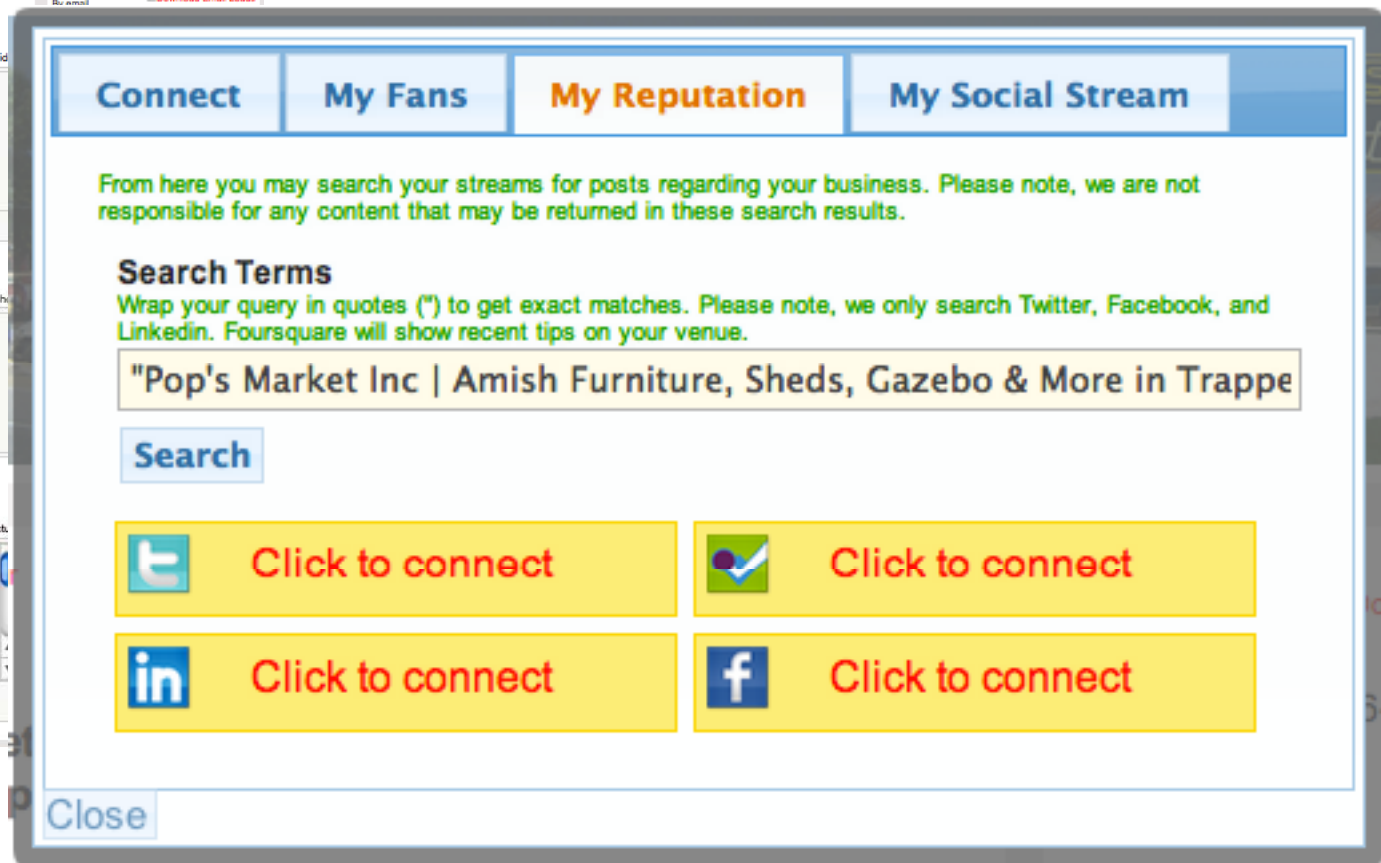 By email
Connect
My Fans
My Reputation
My Social Stream
From here you may search your streams for posts regarding your business. Please note, we are not
responsible for any content that may be returned in these search results.
Search Terms
Wrap your query in quotes (") to get exact matches. Please note, we only search Twitter, Facebook, and
Linkedin. Foursquare will show recent tips on your venue.
"Pop's Market Inc | Amish Furniture, Sheds, Gazebo & More in Trappe
Search
Click to connect
Click to connect
in Click to connect
f Click to connect
Close